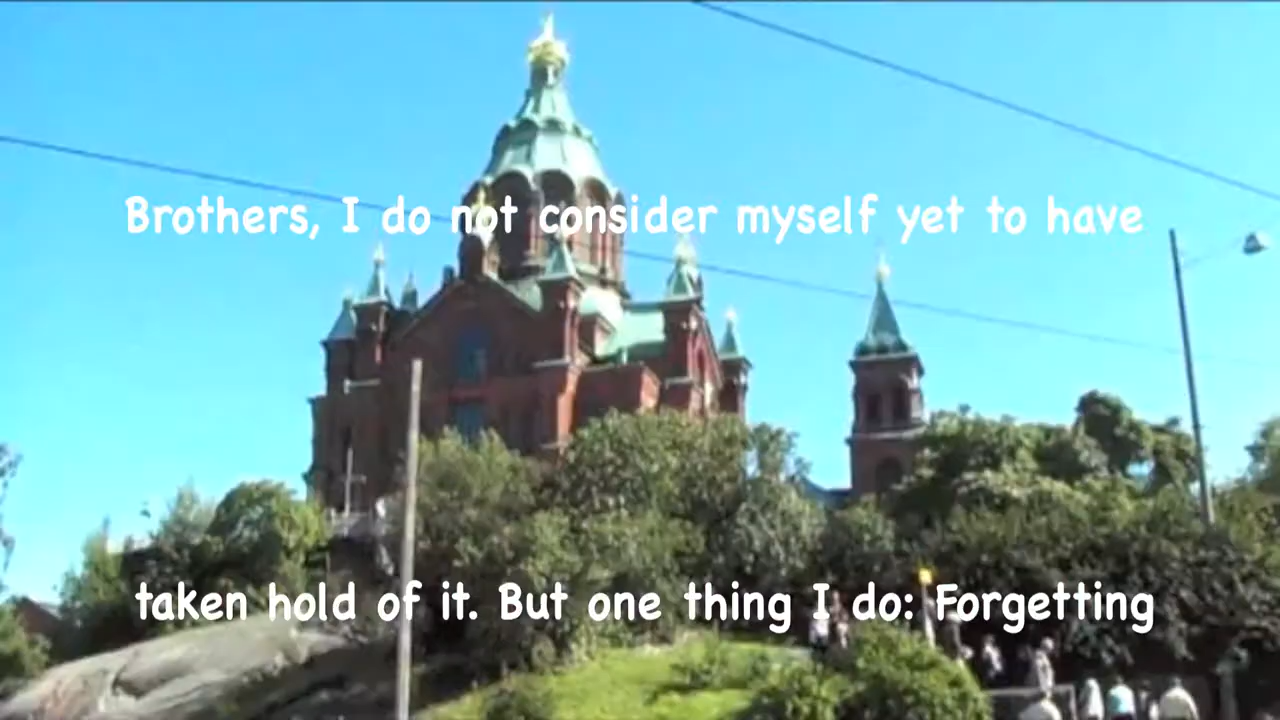 Brothers, I do not consider myself yet to have
taken hold of it. But one thing I do: Forgetting